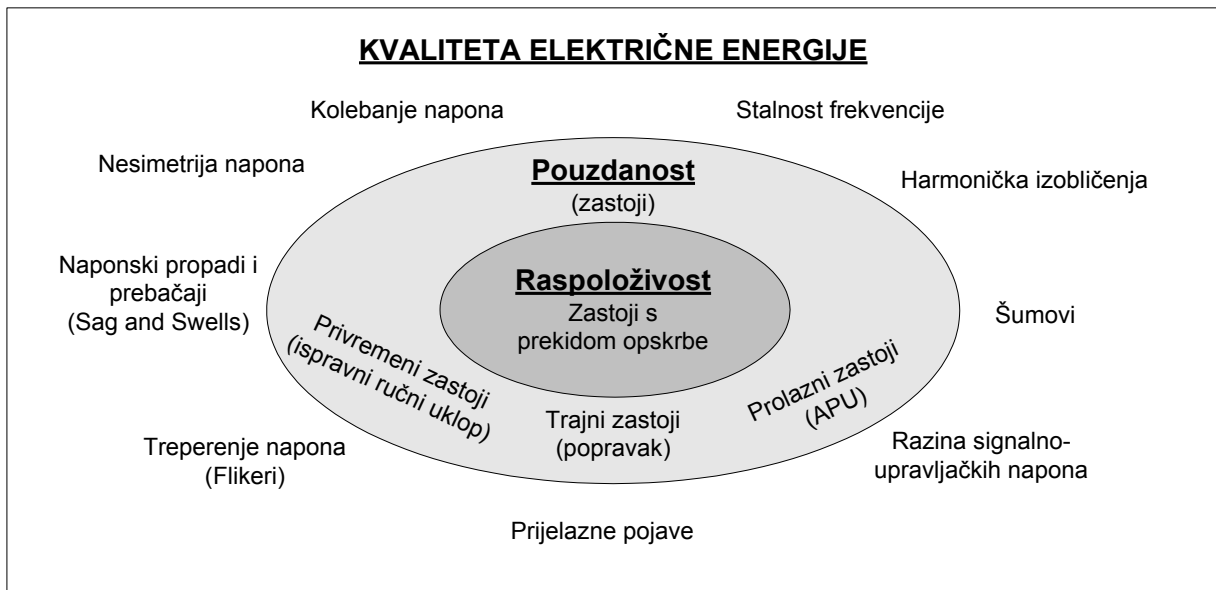 KVALITETA ELEKTRIČNE ENERGIJE
Kolebanje napona
Stalnost frekvencije
Nesimetrija napona
Pouzdanost
(zastoji)
Harmonička izobličenja
Naponski propadi i
prebačaji
(Sag and Swells)
Raspoloživost
Zastoji s
prekidom opskrbe
Šumovi
Privremeni zastoji
(ispravni ručni uklop)
Trajni zastoji
(popravak)
Prolazni zastoji
(APU)
Treperenje napona
(Flikeri)
Razina signalno-
upravljačkih napona
Prijelazne pojave